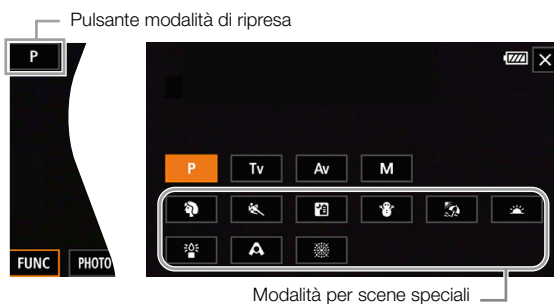 Pulsante modalità di ripresa
P
P Tv Av M
FUNC PHOTO
Modalità per scene speciali